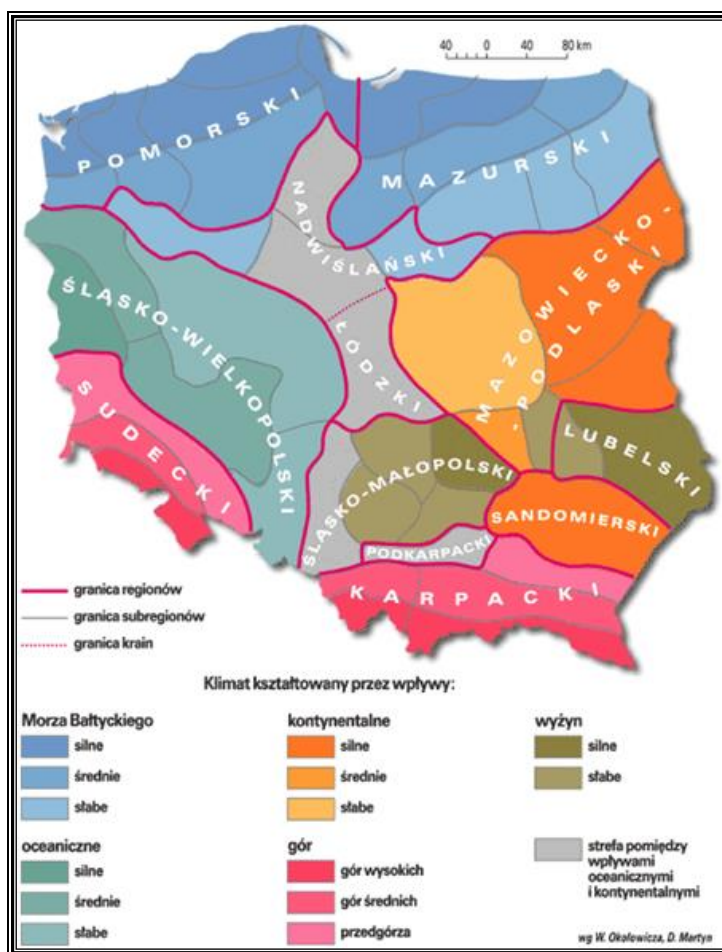 40 0 40 80 km
POMORSKI
MAZURSKI
NADWIŚLAŃSKI
MAZOWIECKO-
-PODLASKI
ŚLĄSKO-WIELKOPOLSKI
ŁÓDZKI
SUDECKI
LUBELSKI
ŚLĄSKO-MAŁOPOLSKI
SANDOMIERSKI
PODKARPACKI
KARPACKI
granica regionów
granica subregionów
granica krain
Klimat kształtowany przez wpływy:
Morza Bałtyckiego
silne
średnie
słabe
kontynentalne
silne
średnie
słabe
wyżyn
silne
słabe
oceaniczne
silne
średnie
słabe
gór
gór wysokich
gór średnich
przedgórza
strefa pomiędzy
wpływami
oceanicznymi
i kontynentalnymi
wg W. Okołowicza, D. Martyn